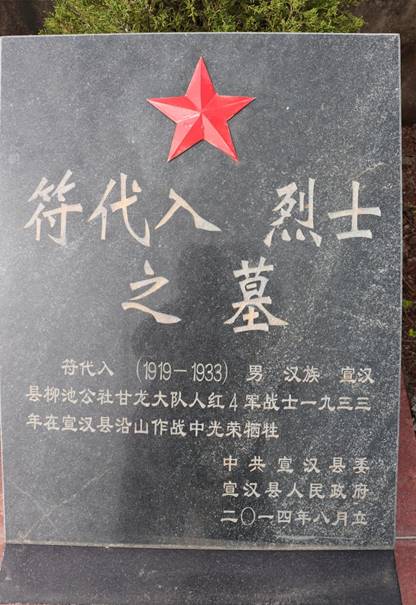 符代入 烈士
之墓
符代入 (1919-1933) 男 汉族 宣汉
县柳池公社甘龙大队人红4军战士一九三三
年在宣汉县沿山作战中光荣牺牲
中共宣汉县委
宣汉县人民政府
二〇一四年八月立